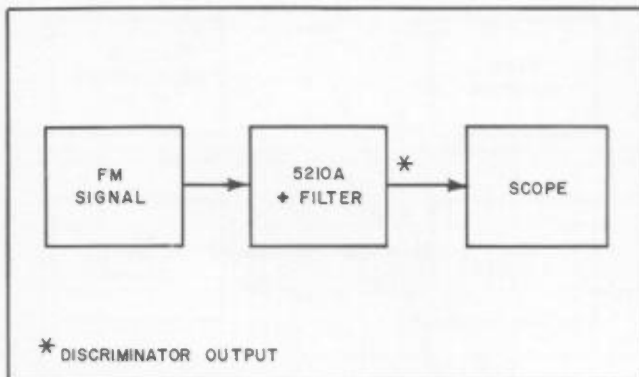 FM
SIGNAL
5210A
+ FILTER
*
SCOPE
* DISCRIMINATOR OUTPUT